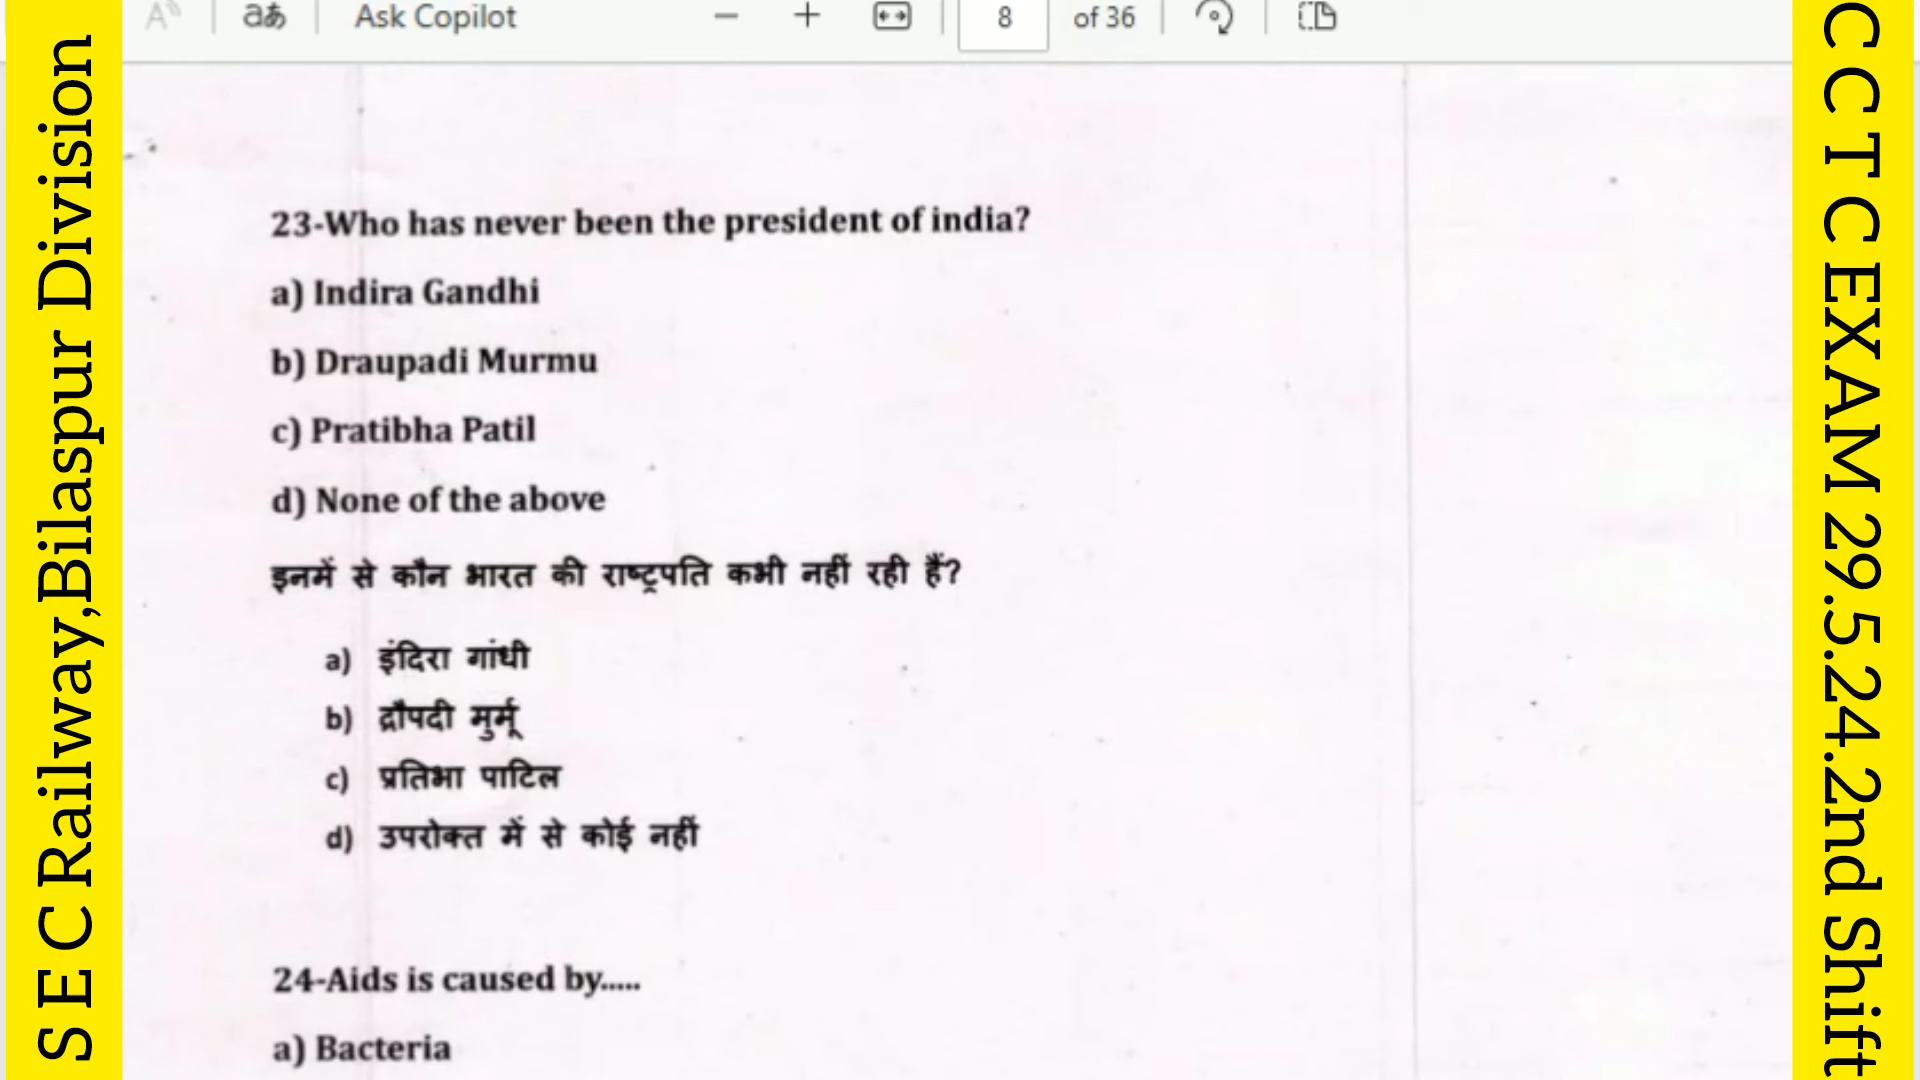 Ask Copilot
8 of 36
S E C Railway,Bilaspur Division
23-Who has never been the president of india?
a) Indira Gandhi
b) Draupadi Murmu
c) Pratibha Patil
d) None of the above
इनमें से कौन भारत की राष्ट्रपति कभी नहीं रही हैं?
a) इंदिरा गांधी
b) द्रौपदी मुर्मू
c) प्रतिभा पाटिल
d) उपरोक्त में से कोई नहीं
24-Aids is caused by.....
a) Bacteria
C C T C EXAM 29.5.24.2nd Shift